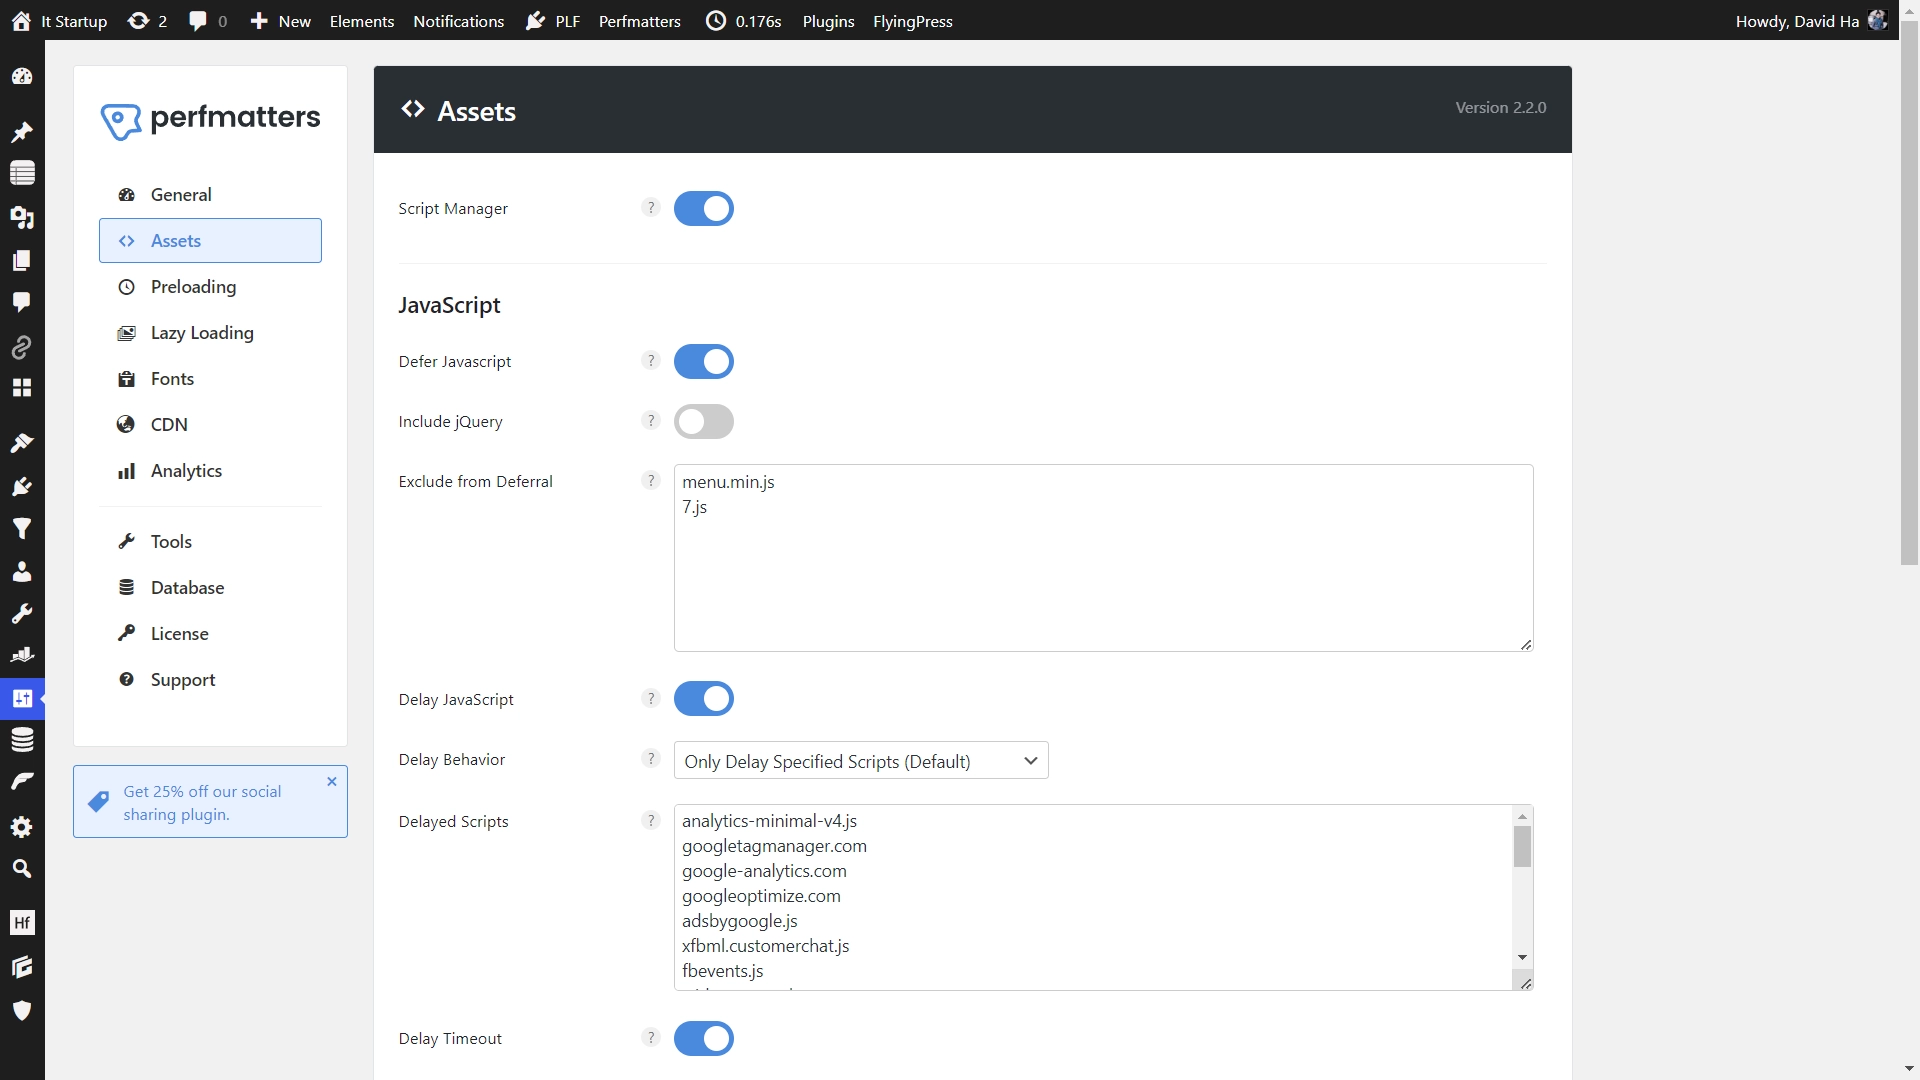 It Startup 2 0 New Elements Notifications PLF Perfmatters 0.176s Plugins FlyingPress Howdy, David Ha
perfmatters
General
Assets
Preloading
Lazy Loading
Fonts
CDN
Analytics
Tools
Database
License
Support
Get 25% off our social
sharing plugin.
×
Hf
Assets
Version 2.2.0
Script Manager ?
JavaScript
Defer Javascript ?
Include jQuery ?
Exclude from Deferral ?
menu.min.js
7.js
Delay JavaScript ?
Delay Behavior ? Only Delay Specified Scripts (Default)
Delayed Scripts ?
analytics-minimal-v4.js
googletagmanager.com
google-analytics.com
googleoptimize.com
adsbygoogle.js
xfbml.customerchat.js
fbevents.js
Delay Timeout ?